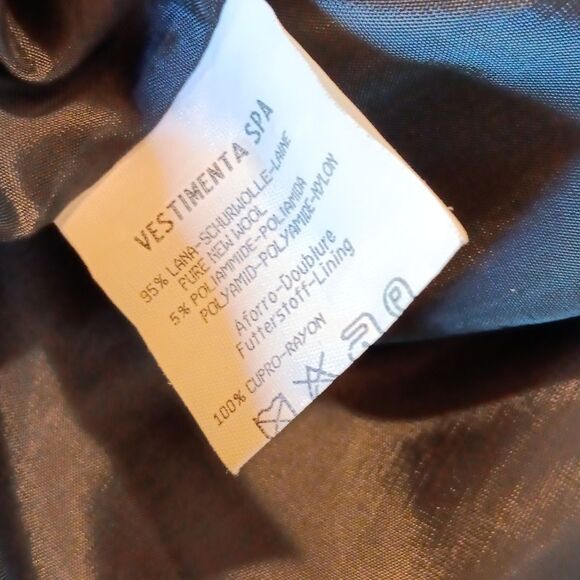 VESTIMENTA SPA
95% LANA-SCHURWOLLE-LAINE
PURE NEW WOOL
5% POLIAMMIDE-POLIAMIDA
POLYAMID-POLYAMIDE-NYLON
Aforro-Doublure
Futterstoff-Lining
100% CUPRO-RAYON
P